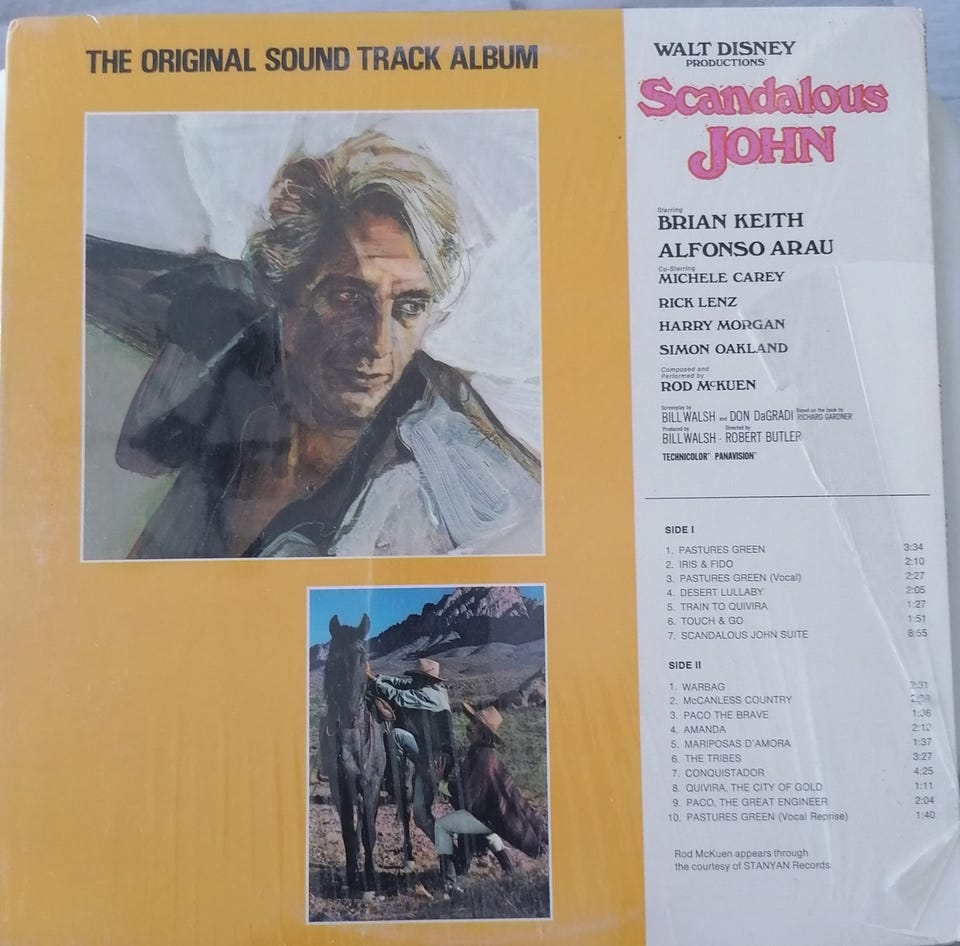 THE ORIGINAL SOUND TRACK ALBUM
WALT DISNEY
PRODUCTIONS'
Scandalous
JOHN
Starring
BRIAN KEITH
ALFONSO ARAU
Co-Starring
MICHELE CAREY
RICK LENZ
HARRY MORGAN
SIMON OAKLAND
Composed and
Performed by
ROD McKUEN
Screenplay by
BILL WALSH and DON DaGRADI Based on the book by RICHARD GARDNER
Produced by Directed by
BILL WALSH · ROBERT BUTLER
TECHNICOLOR® PANAVISION®
SIDE I
1. PASTURES GREEN 3:34
2. IRIS & FIDO 2:10
3. PASTURES GREEN (Vocal) 2:27
4. DESERT LULLABY 2:05
5. TRAIN TO QUIVIRA 1:27
6. TOUCH & GO 1:51
7. SCANDALOUS JOHN SUITE 8:55
SIDE II
1. WARBAG 2:31
2. McCANLESS COUNTRY
3. PACO THE BRAVE 1:36
4. AMANDA 2:12
5. MARIPOSAS D'AMORA 1:37
6. THE TRIBES 3:27
7. CONQUISTADOR 4:25
8. QUIVIRA, THE CITY OF GOLD 1:11
9. PACO, THE GREAT ENGINEER 2:04
10. PASTURES GREEN (Vocal Reprise) 1:40
Rod McKuen appears through
the courtesy of STANYAN Records.